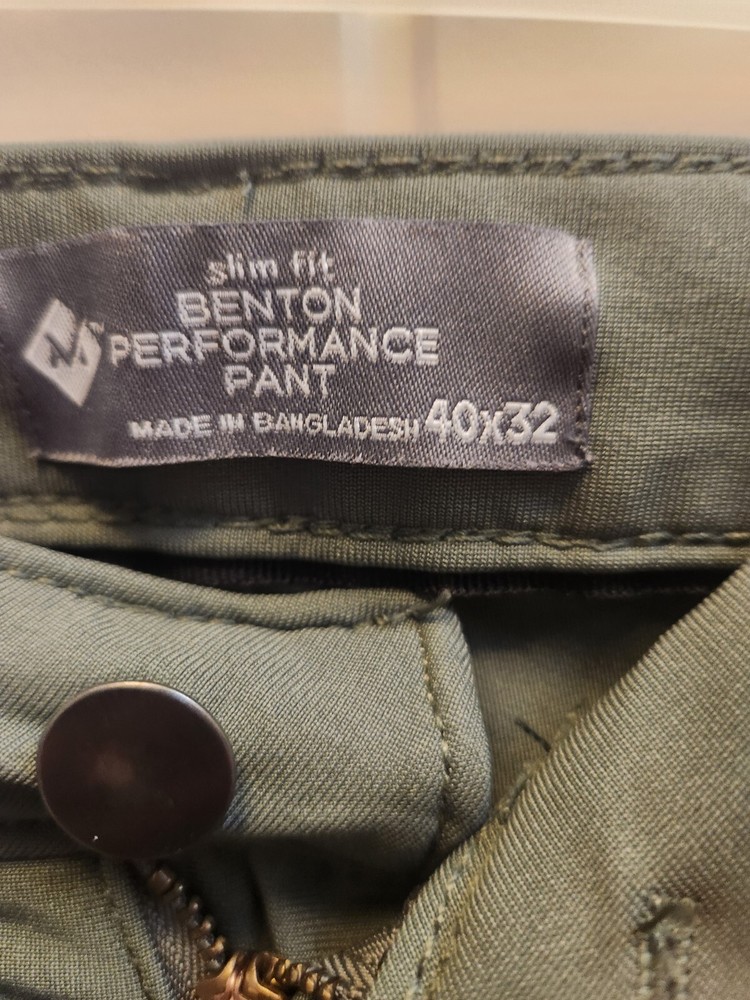 slim fit
BENTON
PERFORMANCE
PANT
MADE IN BANGLADESH 40x32